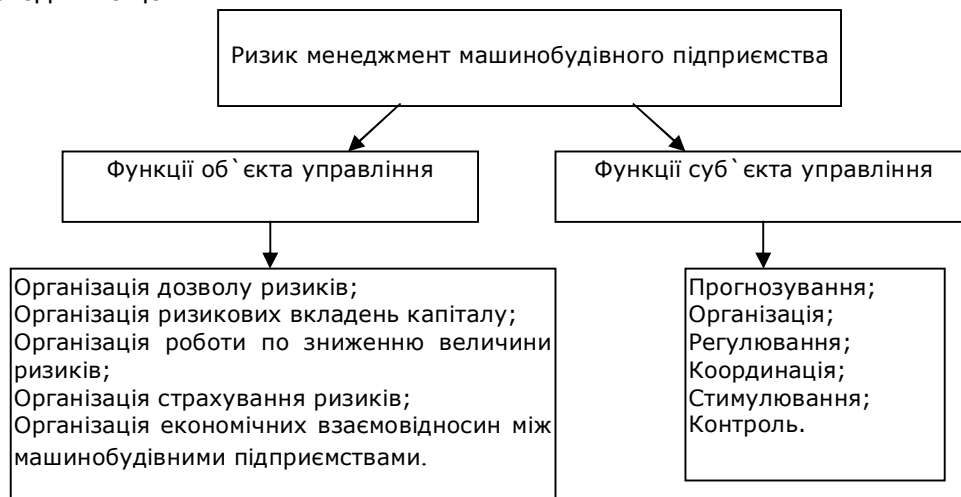 Ризик менеджмент машинобудівного підприємства
Функції об`єкта управління
Функції суб`єкта управління
Організація дозволу ризиків;
Організація ризикових вкладень капіталу;
Організація роботи по зниженню величини
ризиків;
Організація страхування ризиків;
Організація економічних взаємовідносин між
машинобудівними підприємствами.
Прогнозування;
Організація;
Регулювання;
Координація;
Стимулювання;
Контроль.